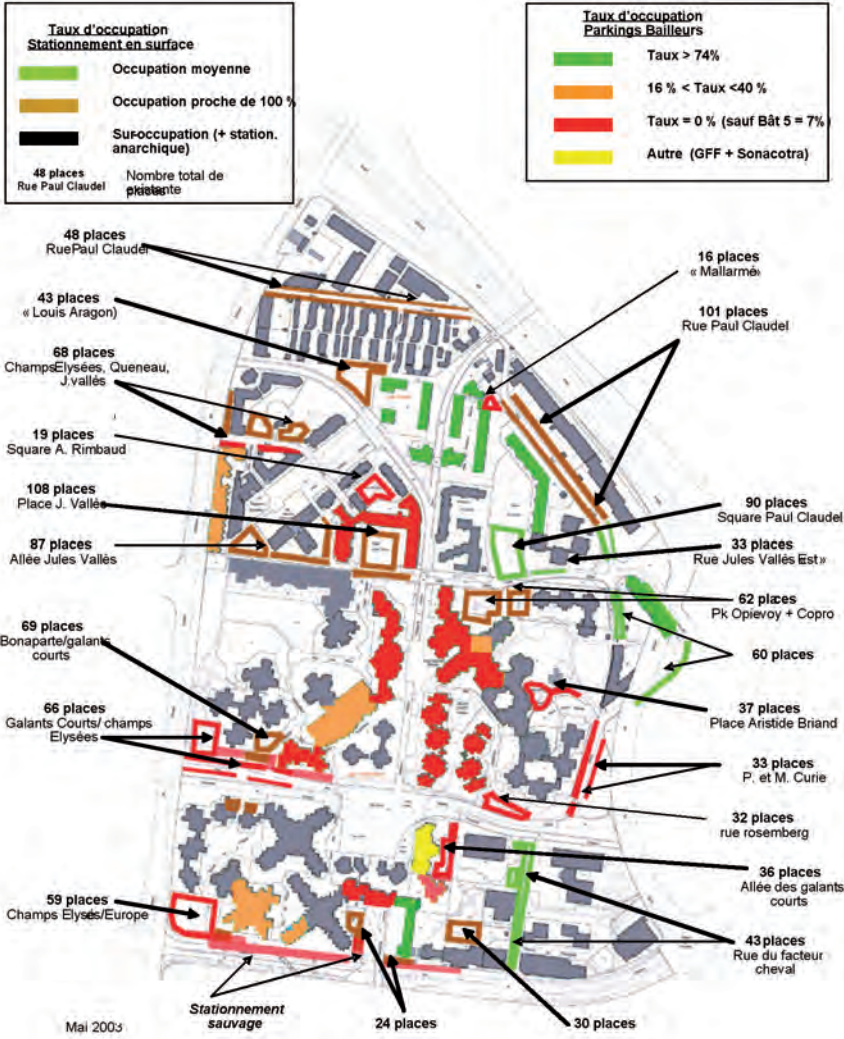 Taux d'occupation
Stationnement en surface
Occupation moyenne
Occupation proche de 100 %
Sur-occupation (+ station.
anarchique)
48 places
Rue Paul Claudel
Nombre total de
places
existante
Taux d'occupation
Parkings Bailleurs
Taux > 74%
16 % < Taux <40 %
Taux = 0 % (sauf Bât 5 = 7%)
Autre (GFF + Sonacotra)
48 places
RuePaul Claudel
43 places
« Louis Aragon)
68 places
ChampsElysées, Queneau,
J.vallés
19 places
Square A. Rimbaud
108 places
Place J. Vallès
87 places
Allée Jules Vallès
69 places
Bonaparte/galants
courts
66 places
Galants Courts/ champs
Elysées
59 places
Champs Elysés/Europe
16 places
« Mallarmé»
101 places
Rue Paul Claudel
90 places
Square Paul Claudel
33 places
Rue Jules Vallés Est»
62 places
Pk Opievoy + Copro
60 places
37 places
Place Aristide Briand
33 places
P. et M. Curie
32 places
rue rosemberg
36 places
Allée des galants
courts
43 places
Rue du facteur
cheval
Stationnement
sauvage
24 places
30 places
Mai 2003